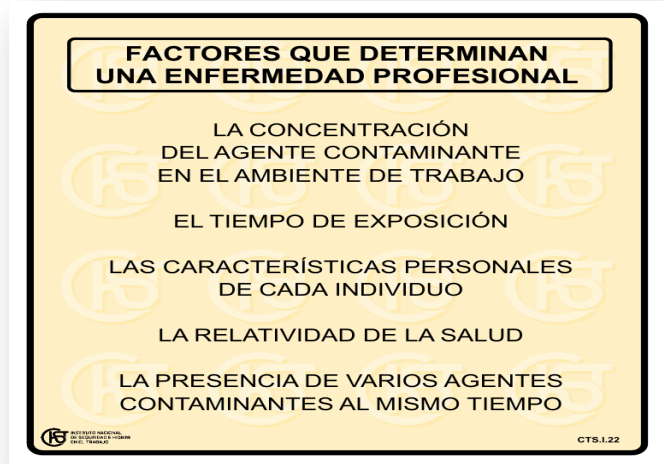 FACTORES QUE DETERMINAN
UNA ENFERMEDAD PROFESIONAL
LA CONCENTRACIÓN
DEL AGENTE CONTAMINANTE
EN EL AMBIENTE DE TRABAJO
EL TIEMPO DE EXPOSICIÓN
LAS CARACTERÍSTICAS PERSONALES
DE CADA INDIVIDUO
LA RELATIVIDAD DE LA SALUD
LA PRESENCIA DE VARIOS AGENTES
CONTAMINANTES AL MISMO TIEMPO
INSTITUTO NACIONAL
DE SEGURIDAD E HIGIENE
EN EL TRABAJO
CTS.I.22